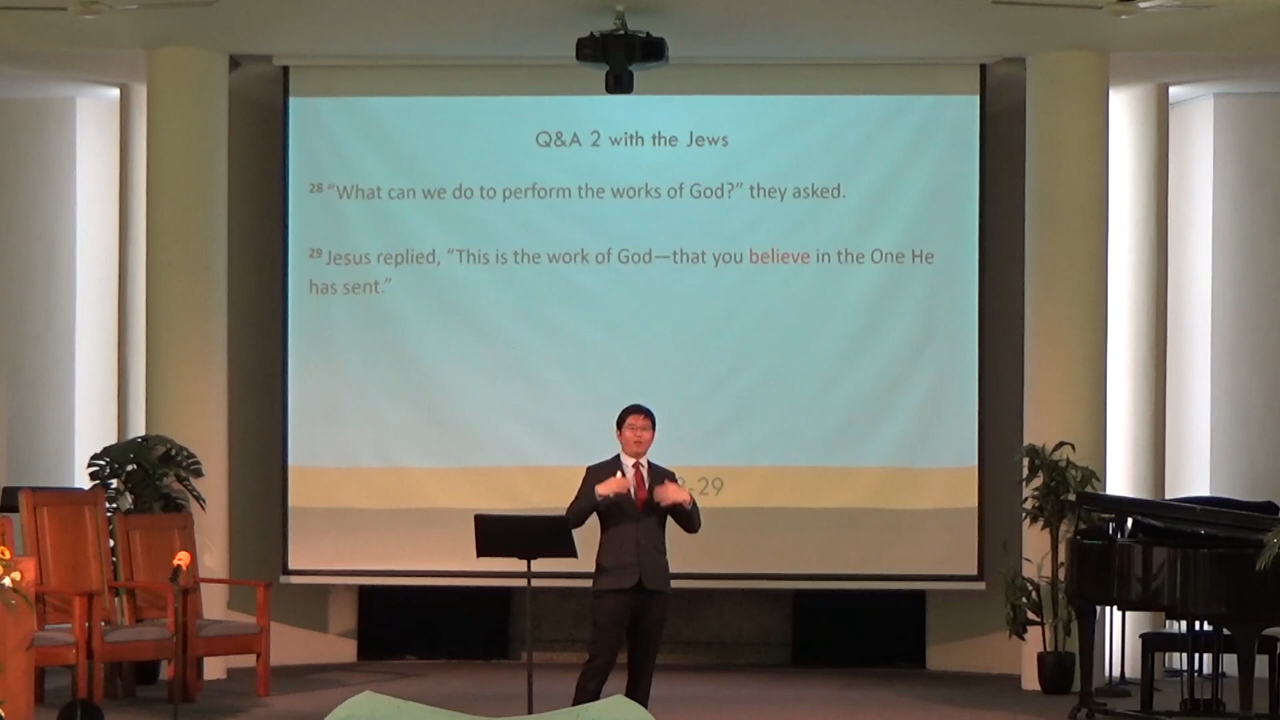 Q&A 2 with the Jews
28 “What can we do to perform the works of God?” they asked.
29 Jesus replied, “This is the work of God—that you believe in the One He
has sent.”
-29